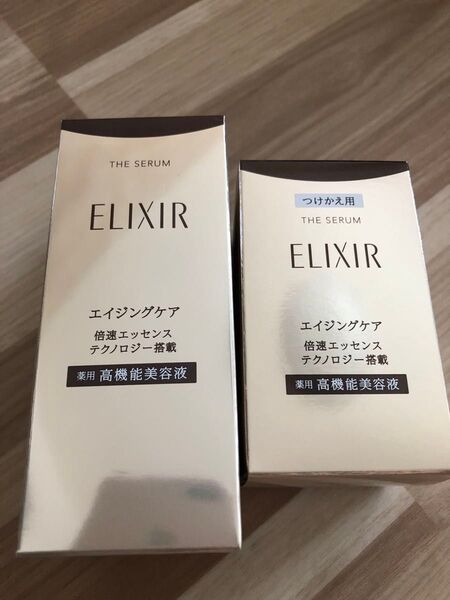 THE SERUM
ELIXIR
エイジングケア
倍速エッセンス
テクノロジー搭載
薬用 高機能美容液
つけかえ用
THE SERUM
ELIXIR
エイジングケア
倍速エッセンス
テクノロジー搭載
薬用 高機能美容液